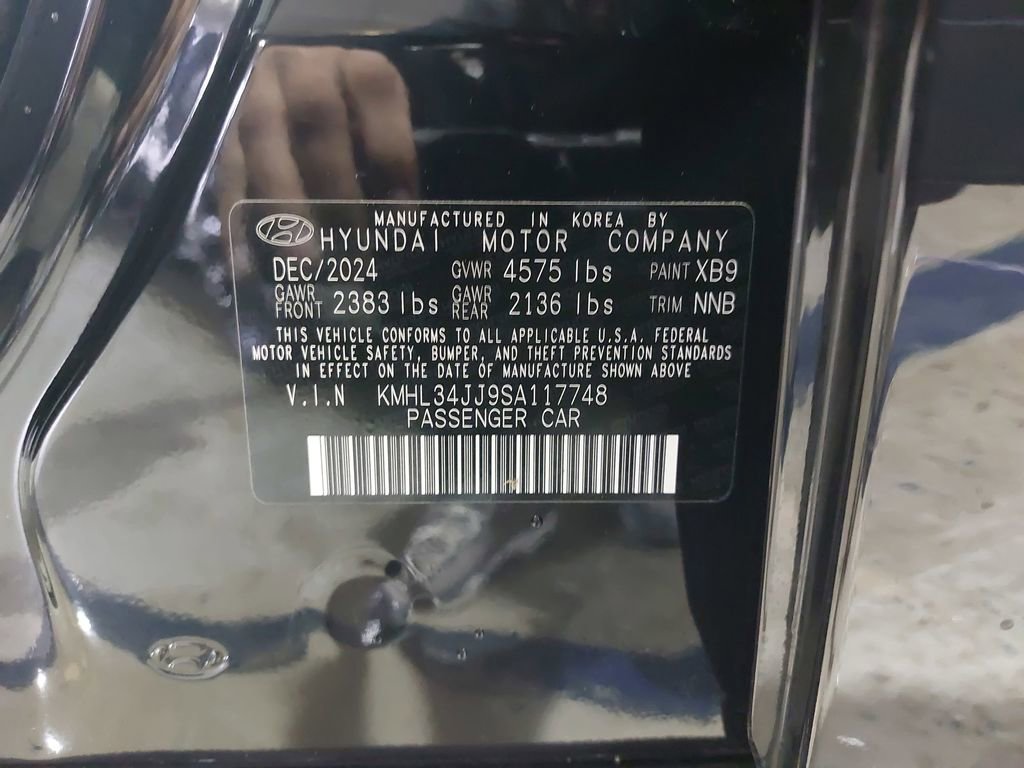 MANUFACTURED IN KOREA BY
HYUNDAI MOTOR COMPANY
DEC/2024 GVWR 4575 lbs PAINT XB9
GAWR FRONT 2383 lbs GAWR REAR 2136 lbs TRIM NNB
THIS VEHICLE CONFORMS TO ALL APPLICABLE U.S.A. FEDERAL
MOTOR VEHICLE SAFETY, BUMPER, AND THEFT PREVENTION STANDARDS
IN EFFECT ON THE DATE OF MANUFACTURE SHOWN ABOVE
V.I.N KMHL34JJ9SA117748
PASSENGER CAR